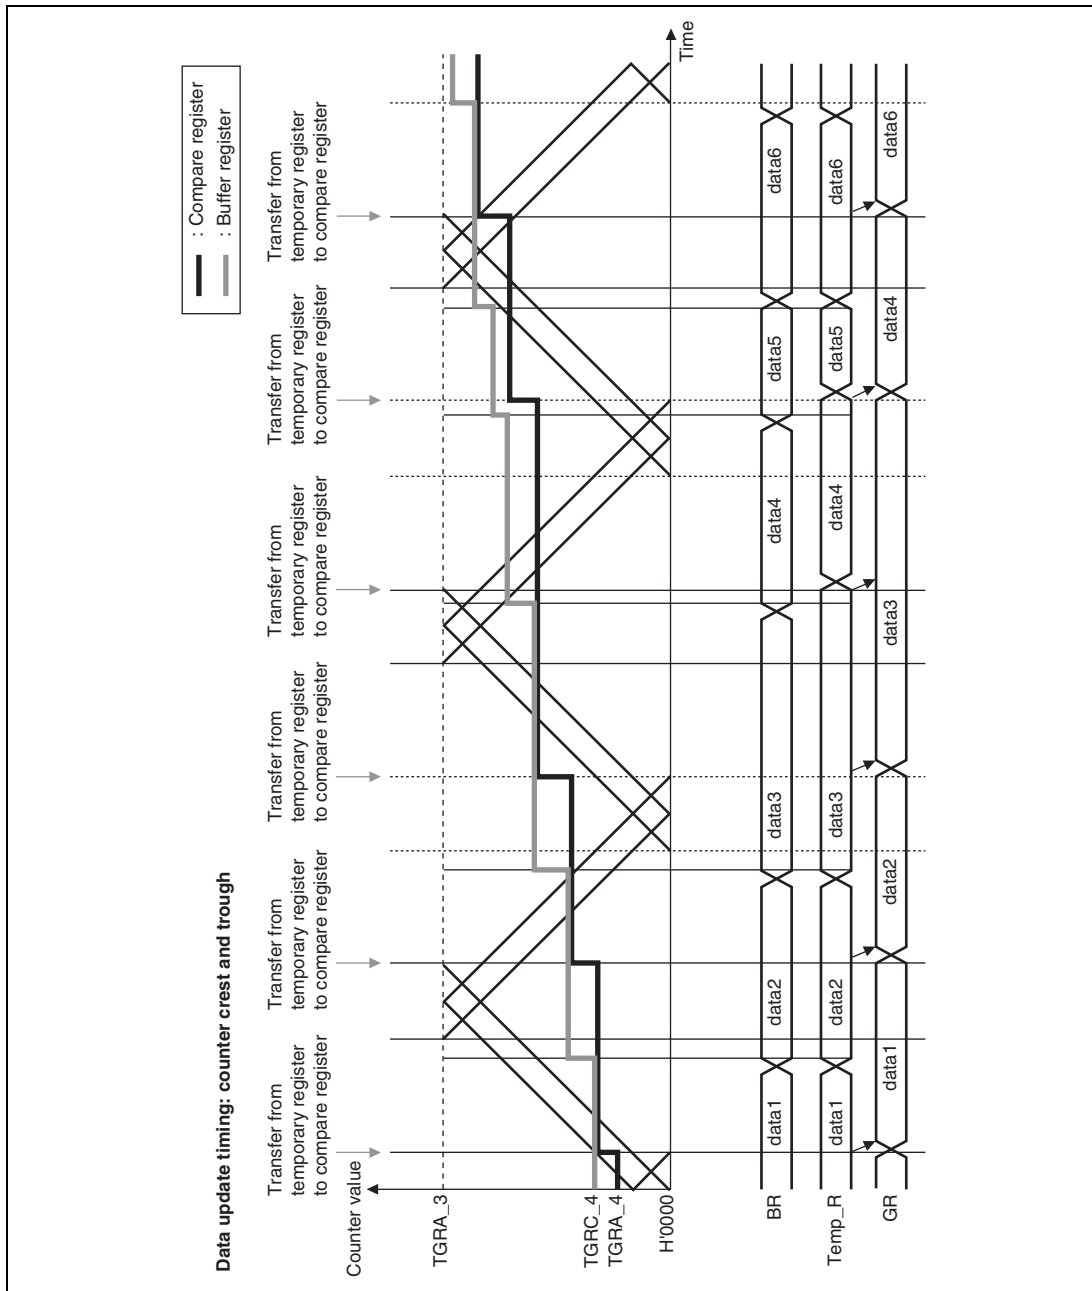 Data update timing: counter crest and trough
: Compare register
: Buffer register
Transfer from
temporary register
to compare register
Transfer from
temporary register
to compare register
Transfer from
temporary register
to compare register
Transfer from
temporary register
to compare register
Transfer from
temporary register
to compare register
Transfer from
temporary register
to compare register
Counter value
TGRA_3
TGRC_4
TGRA_4
H'0000
Time
BR
data1
data2
data3
data4
data5
data6
Temp_R
data1
data2
data3
data4
data5
data6
GR
data1
data2
data3
data4
data6